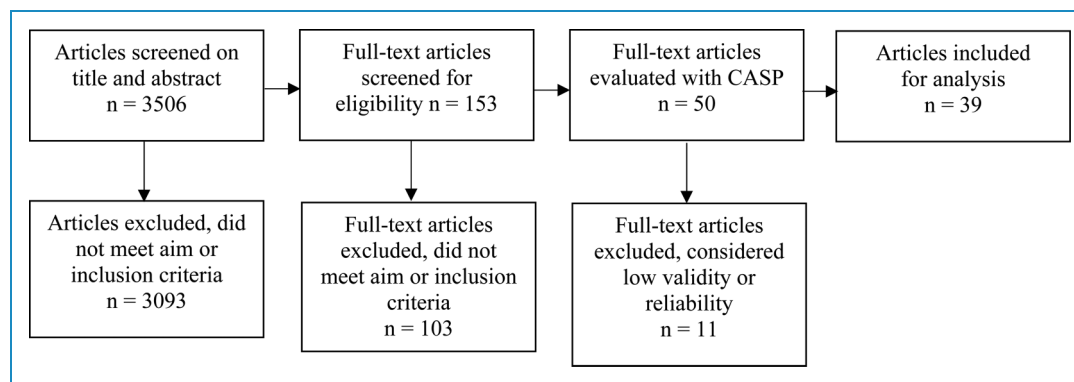 Articles screened on
title and abstract
n = 3506
Full-text articles
screened for
eligibility n = 153
Full-text articles
evaluated with CASP
n = 50
Articles included
for analysis
n = 39
Articles excluded, did
not meet aim or
inclusion criteria
n = 3093
Full-text articles
excluded, did not
meet aim or inclusion
criteria
n = 103
Full-text articles
excluded, considered
low validity or
reliability
n = 11